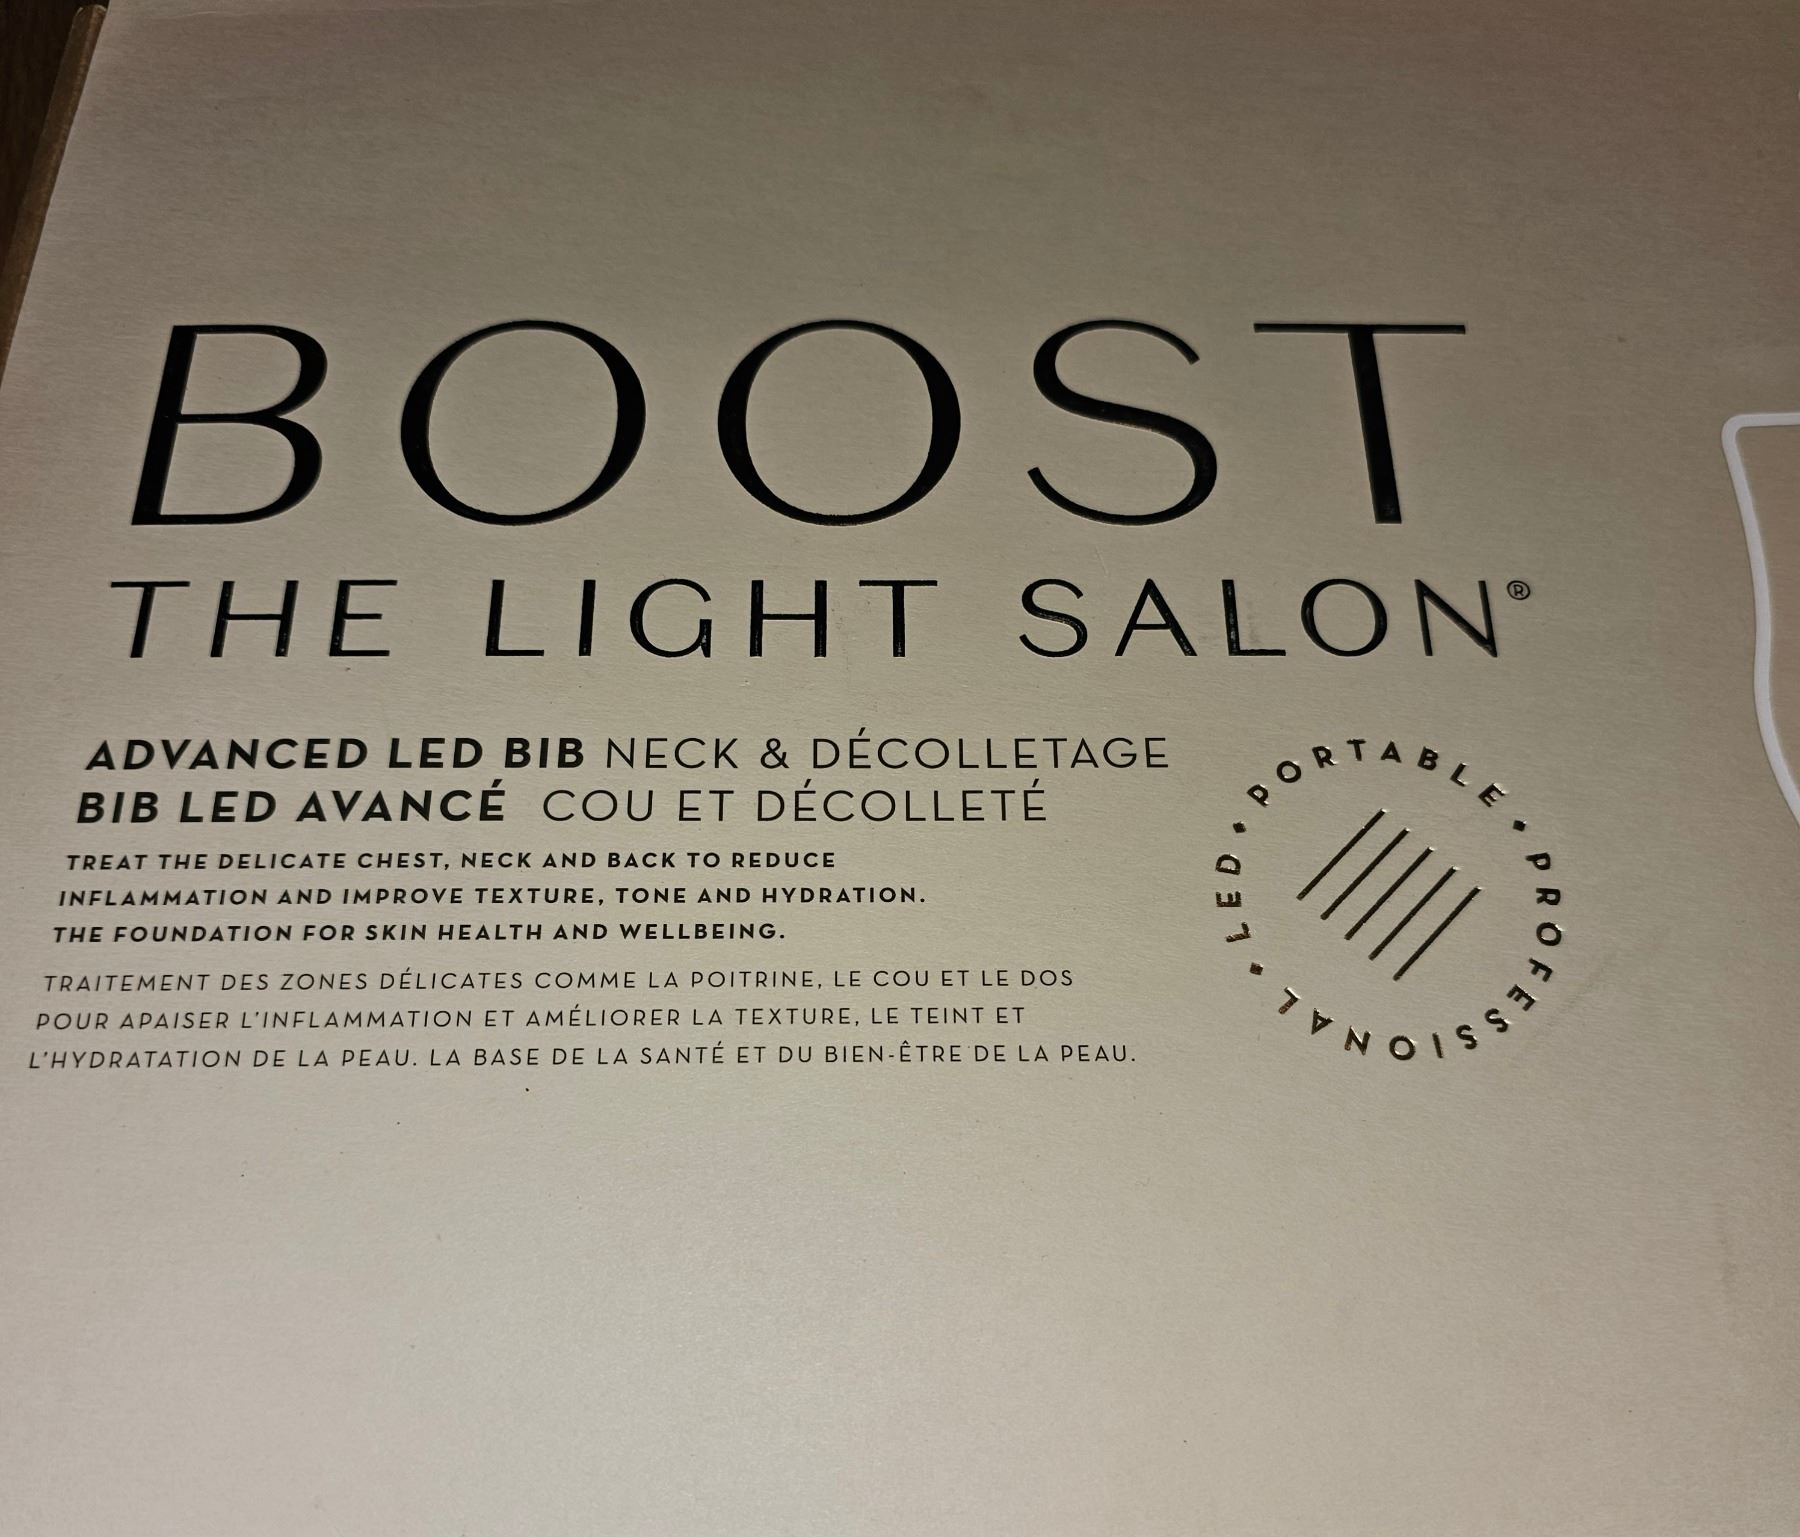 BOOST
THE LIGHT SALON®
ADVANCED LED BIB NECK & DÉCOLLETAGE
BIB LED AVANCÉ COU ET DÉCOLLETÉ
TREAT THE DELICATE CHEST, NECK AND BACK TO REDUCE
INFLAMMATION AND IMPROVE TEXTURE, TONE AND HYDRATION.
THE FOUNDATION FOR SKIN HEALTH AND WELLBEING.
TRAITEMENT DES ZONES DÉLICATES COMME LA POITRINE, LE COU ET LE DOS
POUR APAISER L'INFLAMMATION ET AMÉLIORER LA TEXTURE, LE TEINT ET
L'HYDRATATION DE LA PEAU. LA BASE DE LA SANTÉ ET DU BIEN-ÊTRE DE LA PEAU.
PORTABLE • PROFESSIONAL • LED •